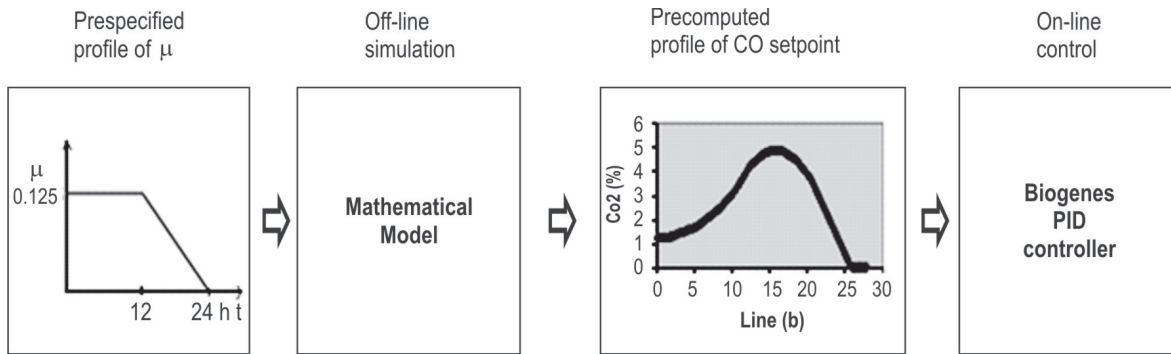 Prespecified
profile of μ
Off-line
simulation
Precomputed
profile of CO setpoint
On-line
control
μ
0.125
12
24 h t
Mathematical
Model
Co2 (%)
6
5
4
3
2
1
0
0 5 10 15 20 25 30
Line (b)
Biogenes
PID
controller